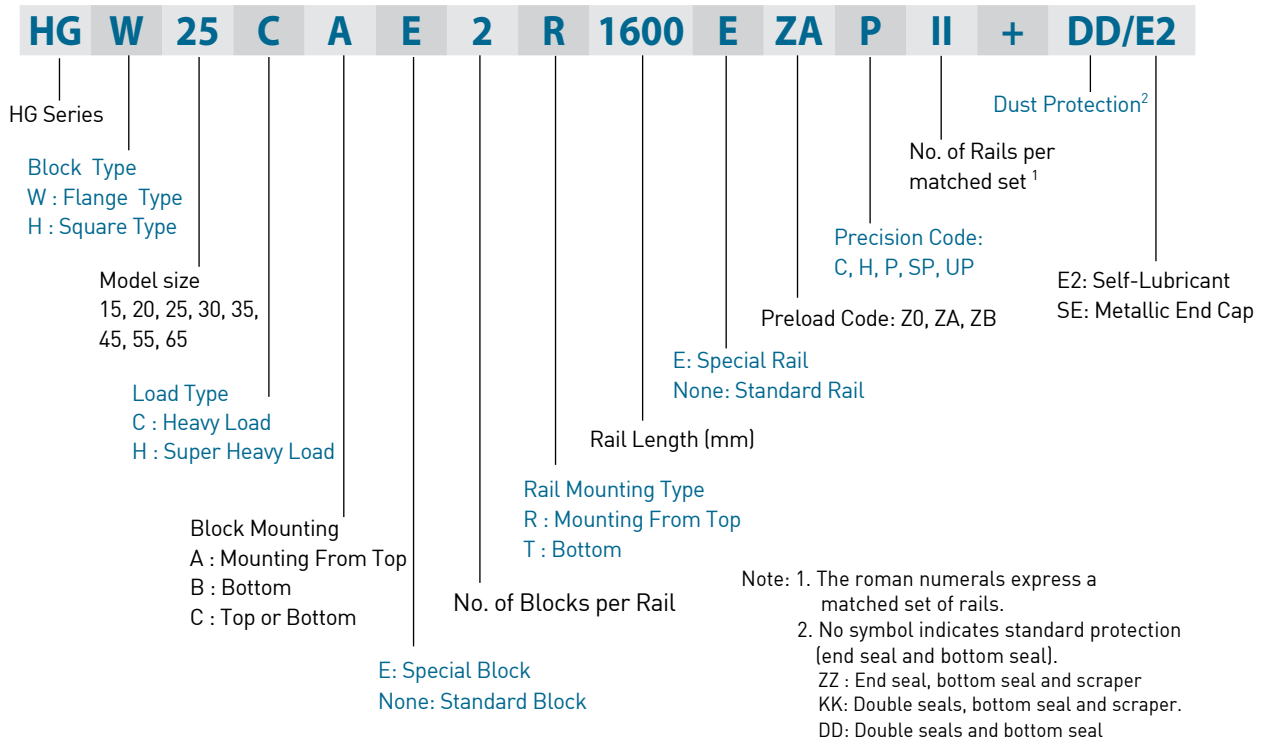 HG W 25 C A E 2 R 1600 E ZA P II + DD/E2
HG Series
Block Type
W : Flange Type
H : Square Type
Model size
15, 20, 25, 30, 35,
45, 55, 65
Load Type
C : Heavy Load
H : Super Heavy Load
Block Mounting
A : Mounting From Top
B : Bottom
C : Top or Bottom
E: Special Block
None: Standard Block
No. of Blocks per Rail
Rail Mounting Type
R : Mounting From Top
T : Bottom
Rail Length (mm)
E: Special Rail
None: Standard Rail
Preload Code: Z0, ZA, ZB
Precision Code:
C, H, P, SP, UP
No. of Rails per
matched set 1
Dust Protection2
E2: Self-Lubricant
SE: Metallic End Cap
Note: 1. The roman numerals express a
matched set of rails.
2. No symbol indicates standard protection
(end seal and bottom seal).
ZZ : End seal, bottom seal and scraper
KK: Double seals, bottom seal and scraper.
DD: Double seals and bottom seal